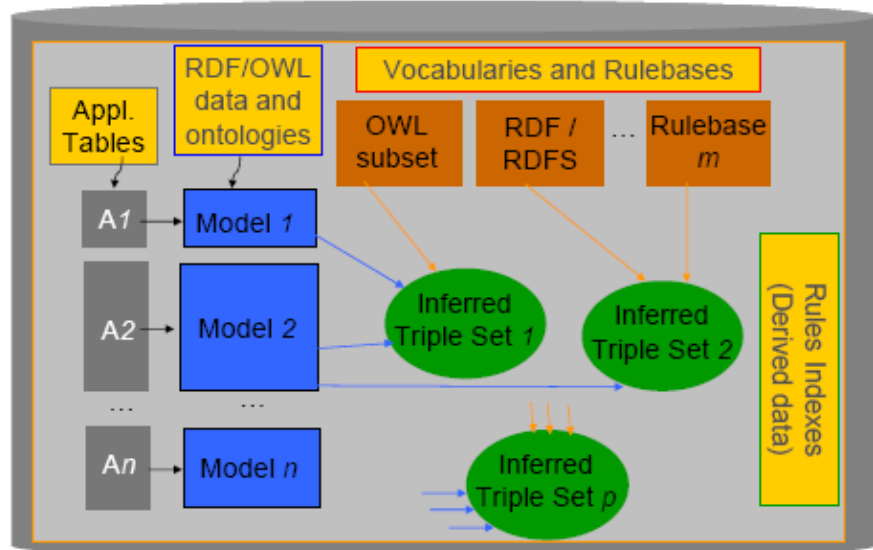 RDF/OWL
data and
ontologies
Vocabularies and Rulebases
Appl.
Tables
OWL
subset
RDF /
RDFS
...
Rulebase
m
A1
Model 1
A2
Model 2
Inferred
Triple Set 1
Inferred
Triple Set 2
Rules Indexes
(Derived data)
...
...
An
Model n
Inferred
Triple Set p